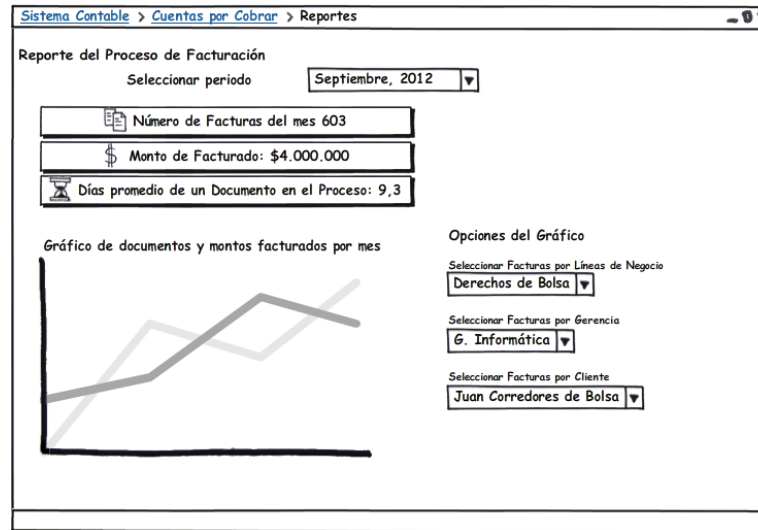 Sistema Contable > Cuentas por Cobrar > Reportes
Reporte del Proceso de Facturación
Seleccionar periodo
Septiembre, 2012
Número de Facturas del mes 603
$ Monto de Facturado: $4.000.000
Días promedio de un Documento en el Proceso: 9,3
Gráfico de documentos y montos facturados por mes
Opciones del Gráfico
Seleccionar Facturas por Líneas de Negocio
Derechos de Bolsa
Seleccionar Facturas por Gerencia
G. Informática
Seleccionar Facturas por Cliente
Juan Corredores de Bolsa